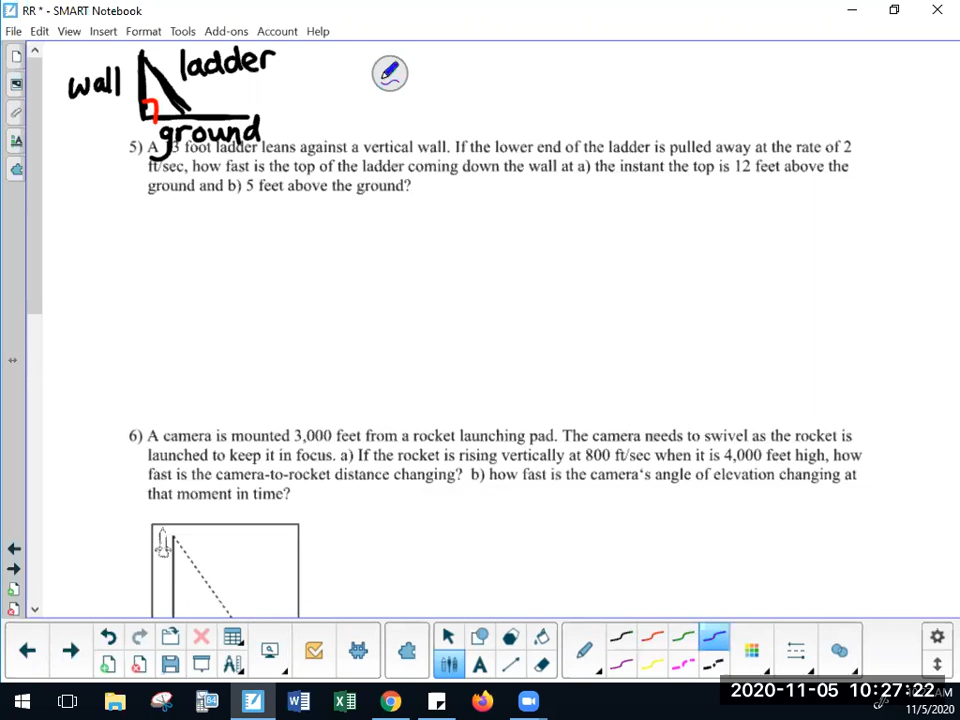 RR * - SMART Notebook
File Edit View Insert Format Tools Add-ons Account Help
wall
ladder
ground
5) A 3 foot ladder leans against a vertical wall. If the lower end of the ladder is pulled away at the rate of 2
ft/sec, how fast is the top of the ladder coming down the wall at a) the instant the top is 12 feet above the
ground and b) 5 feet above the ground?
6) A camera is mounted 3,000 feet from a rocket launching pad. The camera needs to swivel as the rocket is
launched to keep it in focus. a) If the rocket is rising vertically at 800 ft/sec when it is 4,000 feet high, how
fast is the camera-to-rocket distance changing? b) how fast is the camera‘s angle of elevation changing at
that moment in time?
2020-11-05 10:27:22
11/5/2020